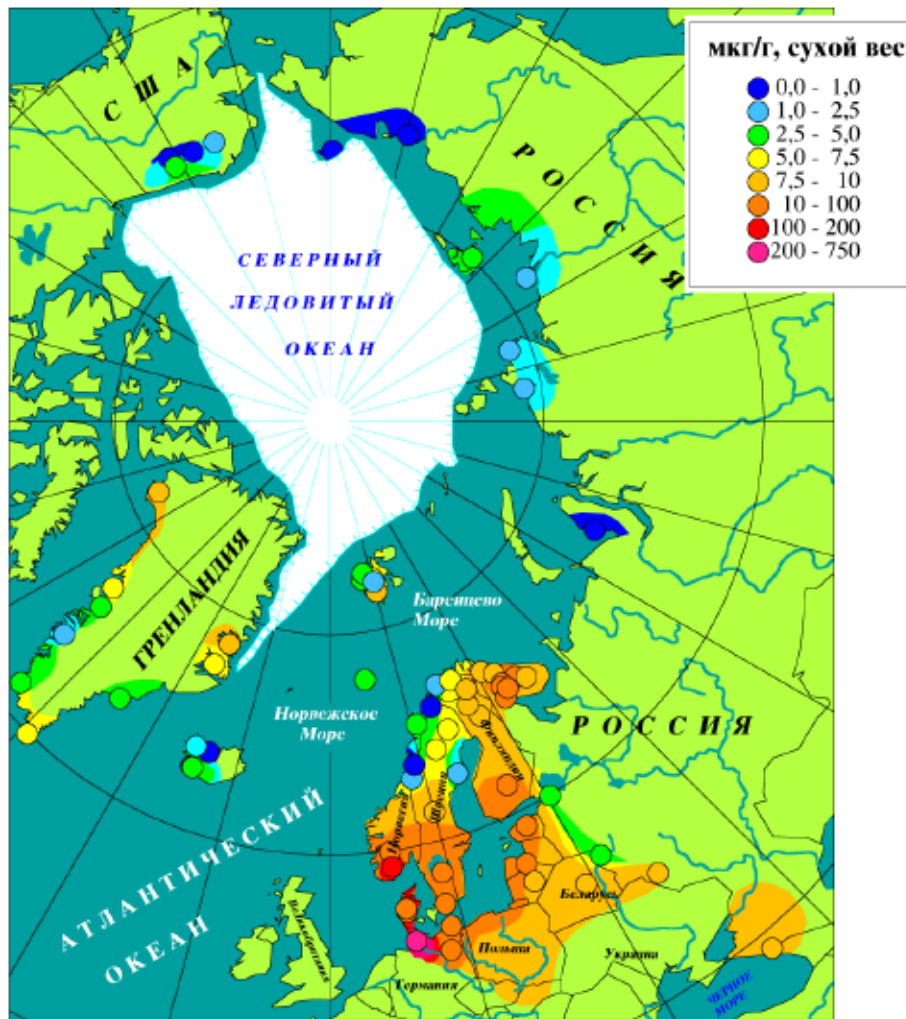 мкг/г, сухой вес
0,0 - 1,0
1,0 - 2,5
2,5 - 5,0
5,0 - 7,5
7,5 - 10
10 - 100
100 - 200
200 - 750
США
РОССИЯ
СЕВЕРНЫЙ
ЛЕДОВИТЫЙ
ОКЕАН
ГРЕНЛАНДИЯ
Баренцево
Море
Норвежское
Море
РОССИЯ
Финляндия
Швеция
Норвегия
АТЛАНТИЧЕСКИЙ
ОКЕАН
Великобритания
Беларусь
Польша
Украина
Германия
ЧЕРНОЕ
МОРЕ